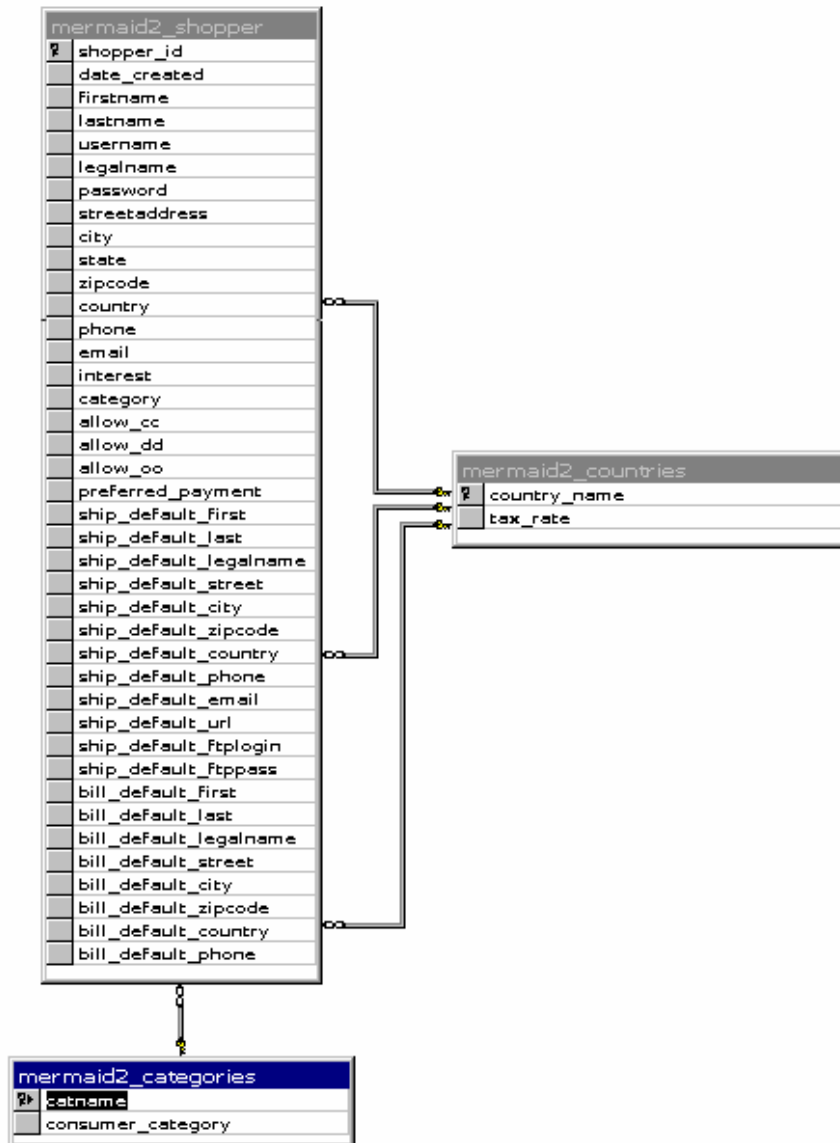 mermaid2_shopper
shopper_id
date_created
firstname
lastname
username
legalname
password
streetaddress
city
state
zipcode
country
phone
email
interest
category
allow_cc
allow_dd
allow_oo
preferred_payment
ship_default_first
ship_default_last
ship_default_legalname
ship_default_street
ship_default_city
ship_default_zipcode
ship_default_country
ship_default_phone
ship_default_email
ship_default_url
ship_default_ftplogin
ship_default_ftppass
bill_default_first
bill_default_last
bill_default_legalname
bill_default_street
bill_default_city
bill_default_zipcode
bill_default_country
bill_default_phone
mermaid2_countries
country_name
tax_rate
mermaid2_categories
catname
consumer_category